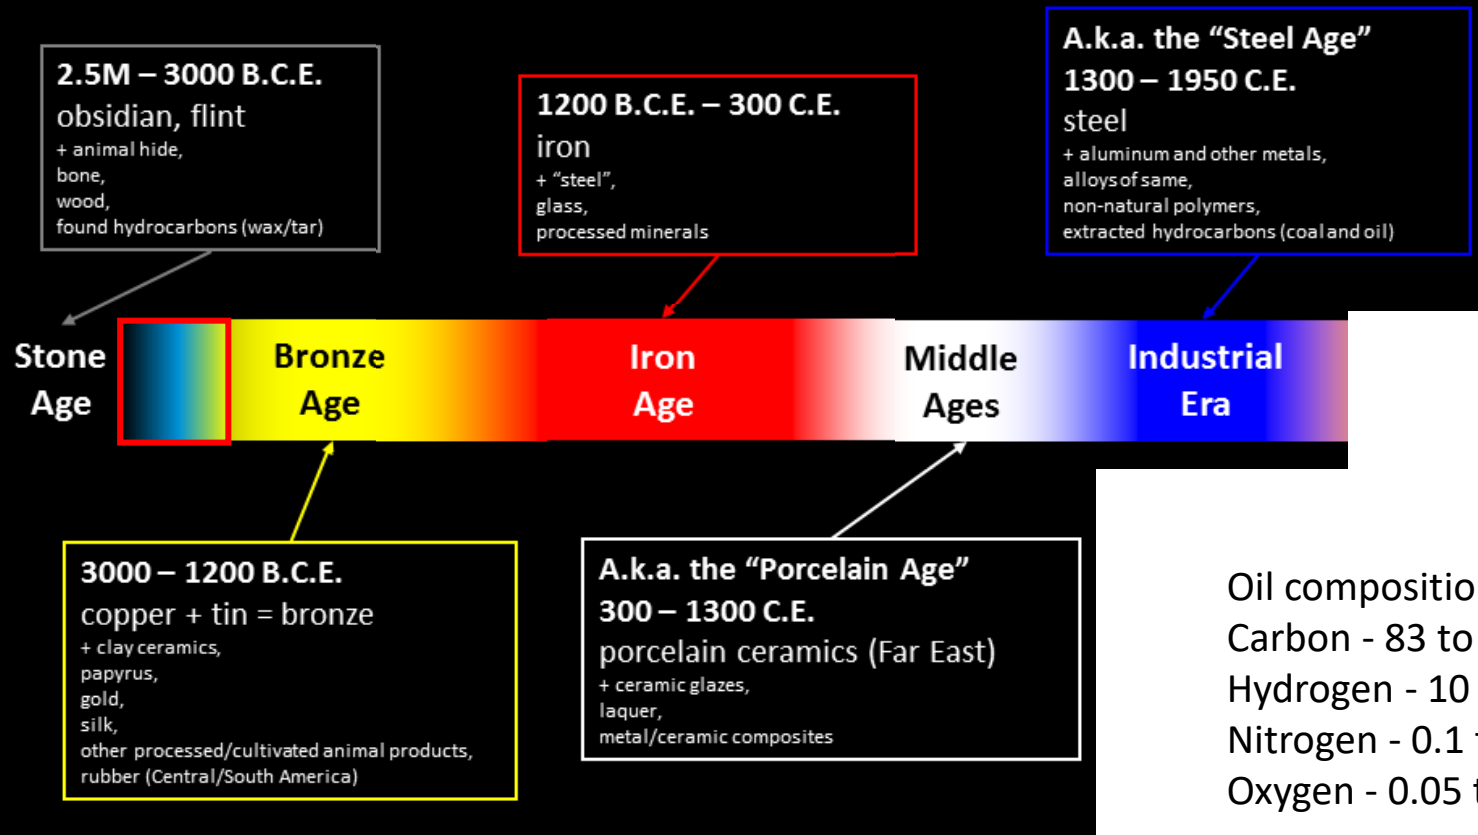 2.5M – 3000 B.C.E.
obsidian, flint
+ animal hide,
bone,
wood,
found hydrocarbons (wax/tar)
1200 B.C.E. – 300 C.E.
iron
+ “steel”,
glass,
processed minerals
A.k.a. the “Steel Age”
1300 – 1950 C.E.
steel
+ aluminum and other metals,
alloys of same,
non-natural polymers,
extracted hydrocarbons (coal and oil)
Stone
Age
Bronze
Age
Iron
Age
Middle
Ages
Industrial
Era
3000 – 1200 B.C.E.
copper + tin = bronze
+ clay ceramics,
papyrus,
gold,
silk,
other processed/cultivated animal products,
rubber (Central/South America)
A.k.a. the “Porcelain Age”
300 – 1300 C.E.
porcelain ceramics (Far East)
+ ceramic glazes,
laquer,
metal/ceramic composites
Oil compositio
Carbon - 83 to
Hydrogen - 10
Nitrogen - 0.1
Oxygen - 0.05